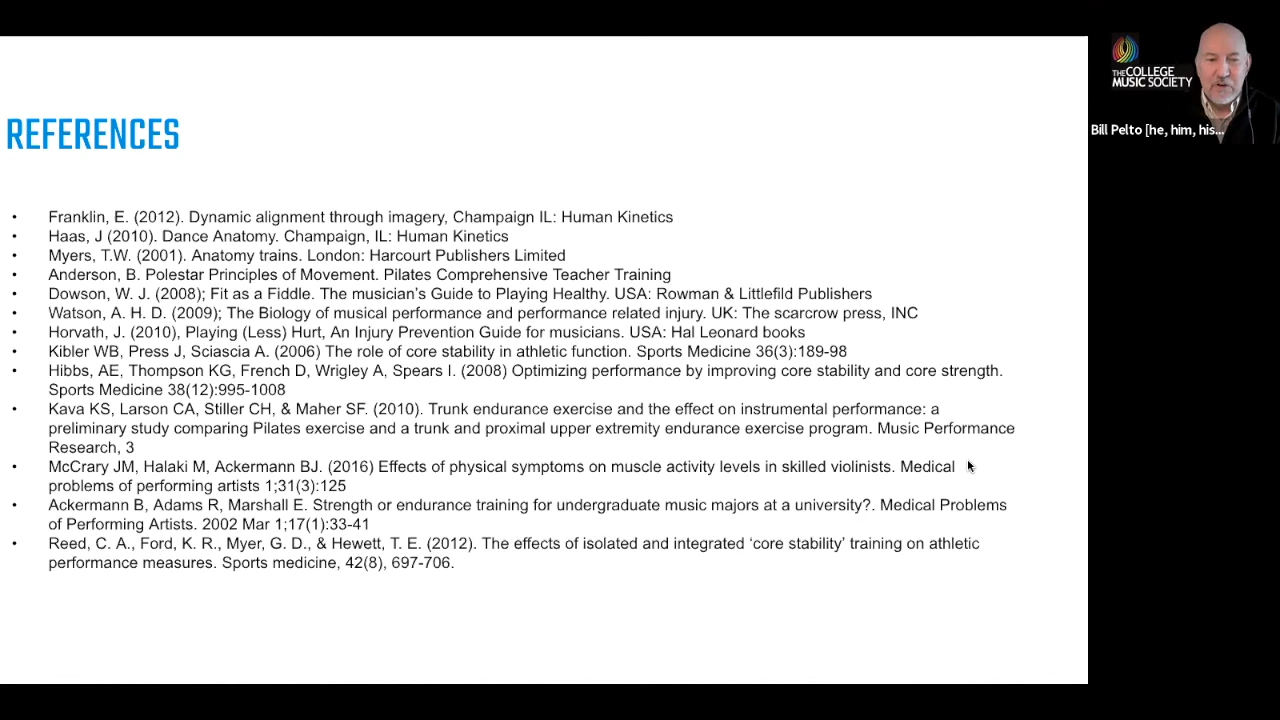 REFERENCES
• Franklin, E. (2012). Dynamic alignment through imagery, Champaign IL: Human Kinetics
• Haas, J (2010). Dance Anatomy. Champaign, IL: Human Kinetics
• Myers, T.W. (2001). Anatomy trains. London: Harcourt Publishers Limited
• Anderson, B. Polestar Principles of Movement. Pilates Comprehensive Teacher Training
• Dowson, W. J. (2008); Fit as a Fiddle. The musician’s Guide to Playing Healthy. USA: Rowman & Littlefild Publishers
• Watson, A. H. D. (2009); The Biology of musical performance and performance related injury. UK: The scarcrow press, INC
• Horvath, J. (2010), Playing (Less) Hurt, An Injury Prevention Guide for musicians. USA: Hal Leonard books
• Kibler WB, Press J, Sciascia A. (2006) The role of core stability in athletic function. Sports Medicine 36(3):189-98
• Hibbs, AE, Thompson KG, French D, Wrigley A, Spears I. (2008) Optimizing performance by improving core stability and core strength.
Sports Medicine 38(12):995-1008
• Kava KS, Larson CA, Stiller CH, & Maher SF. (2010). Trunk endurance exercise and the effect on instrumental performance: a
preliminary study comparing Pilates exercise and a trunk and proximal upper extremity endurance exercise program. Music Performance
Research, 3
• McCrary JM, Halaki M, Ackermann BJ. (2016) Effects of physical symptoms on muscle activity levels in skilled violinists. Medical
problems of performing artists 1;31(3):125
• Ackermann B, Adams R, Marshall E. Strength or endurance training for undergraduate music majors at a university?. Medical Problems
of Performing Artists. 2002 Mar 1;17(1):33-41
• Reed, C. A., Ford, K. R., Myer, G. D., & Hewett, T. E. (2012). The effects of isolated and integrated ‘core stability’ training on athletic
performance measures. Sports medicine, 42(8), 697-706.
THE COLLEGE
MUSIC SOCIETY
Bill Pelto [he, him, his...